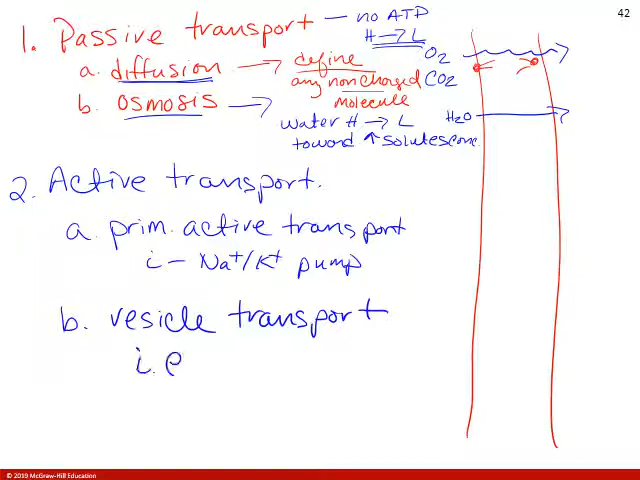 42
1. Passive transport – no ATP
H → L
a. diffusion → define
any noncharged
molecule
O2
CO2
b. osmosis →
water H → L
toward ↑ solutes conc.
H2O
2. Active transport.
a. prim. active transport
i – Na+/K+ pump
b. vesicle transport
i. e
© 2019 McGraw-Hill Education